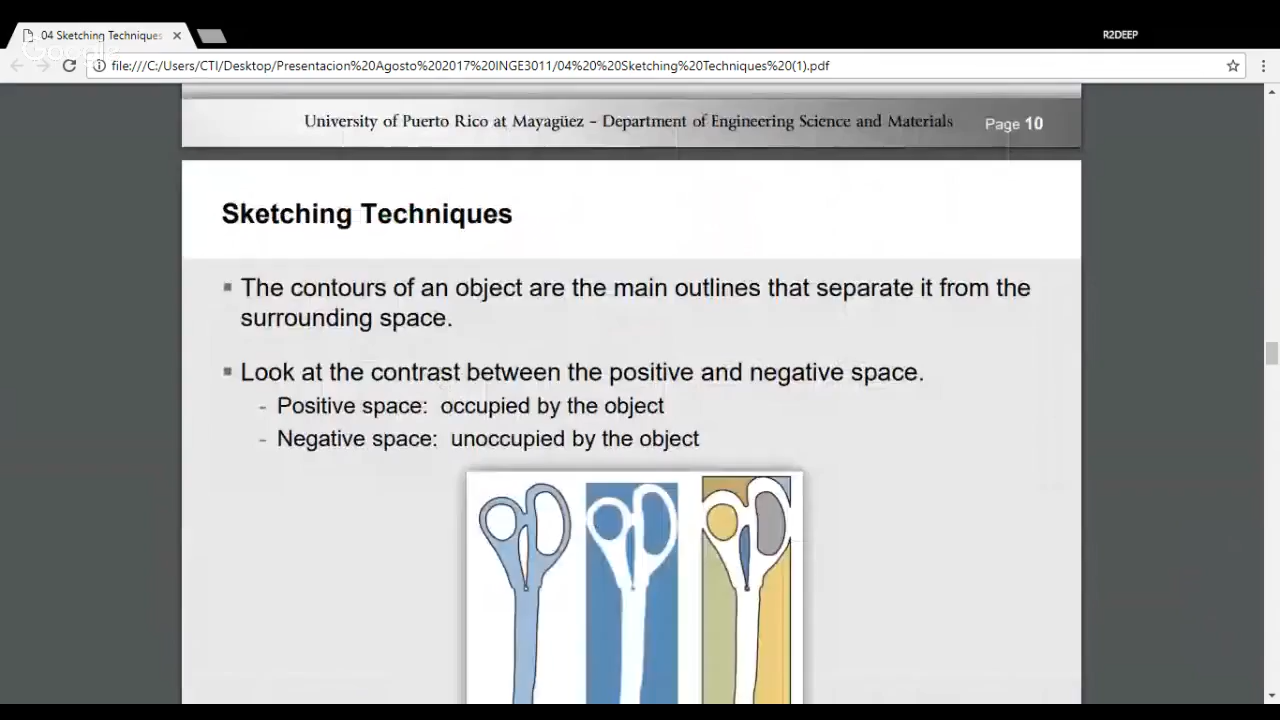 04 Sketching Techniques
R2DEEP
Google
file:///C:/Users/CTI/Desktop/Presentacion%20Agosto%202017%20INGE3011/04%20%20Sketching%20Techniques%20(1).pdf
University of Puerto Rico at Mayagüez – Department of Engineering Science and Materials Page 10
Sketching Techniques
▪ The contours of an object are the main outlines that separate it from the
surrounding space.
▪ Look at the contrast between the positive and negative space.
- Positive space: occupied by the object
- Negative space: unoccupied by the object